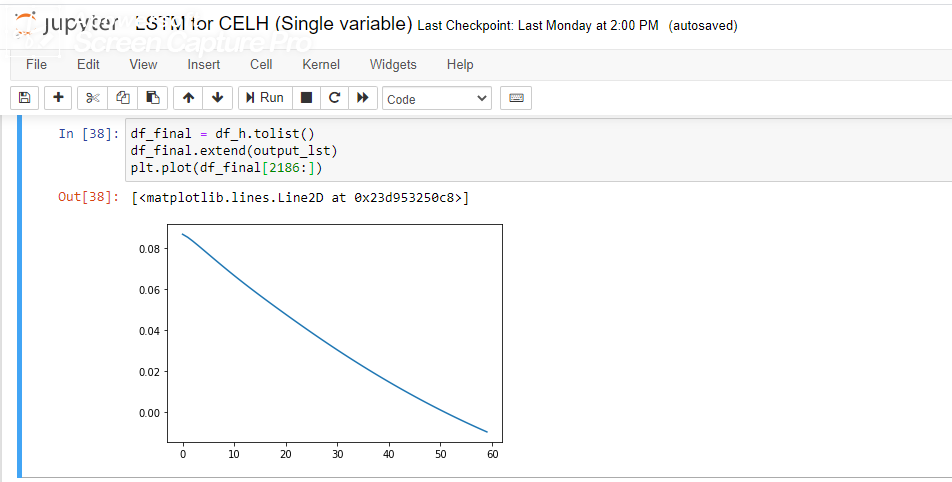 jupyter LSTM for CELH (Single variable) Last Checkpoint: Last Monday at 2:00 PM (autosaved)
Screen Capture Pro
File Edit View Insert Cell Kernel Widgets Help
Run Code
In [38]: df_final = df_h.tolist()
df_final.extend(output_lst)
plt.plot(df_final[2186:])
Out[38]: [<matplotlib.lines.Line2D at 0x23d953250c8>]
0.08
0.06
0.04
0.02
0.00
0 10 20 30 40 50 60